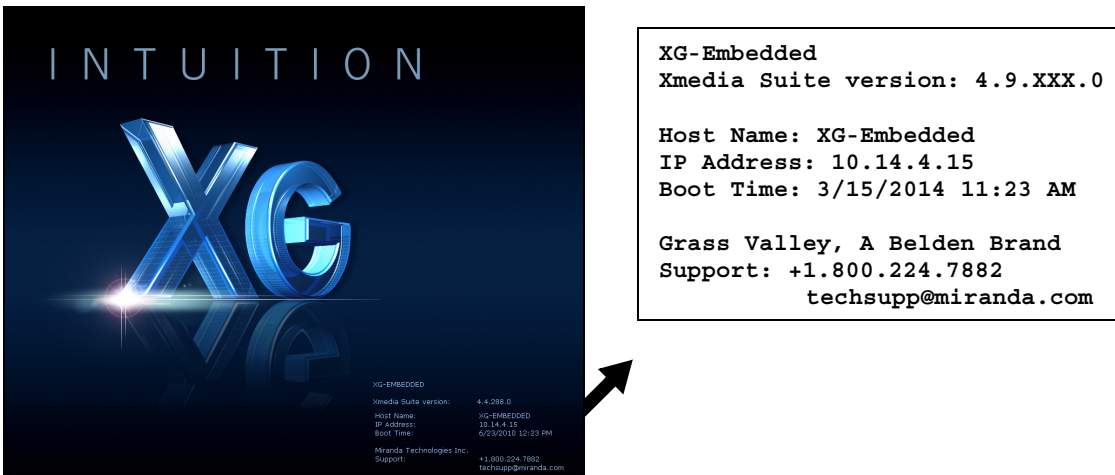 INTUITION
XG
XG-EMBEDDED
Xmedia Suite version: 4.4.288.0
Host Name: XG-EMBEDDED
IP Address: 10.14.4.15
Boot Time: 6/23/2010 12:23 PM
Miranda Technologies Inc.
Support: +1.800.224.7882
techsupp@miranda.com
XG-Embedded
Xmedia Suite version: 4.9.XXX.0
Host Name: XG-Embedded
IP Address: 10.14.4.15
Boot Time: 3/15/2014 11:23 AM
Grass Valley, A Belden Brand
Support: +1.800.224.7882
techsupp@miranda.com